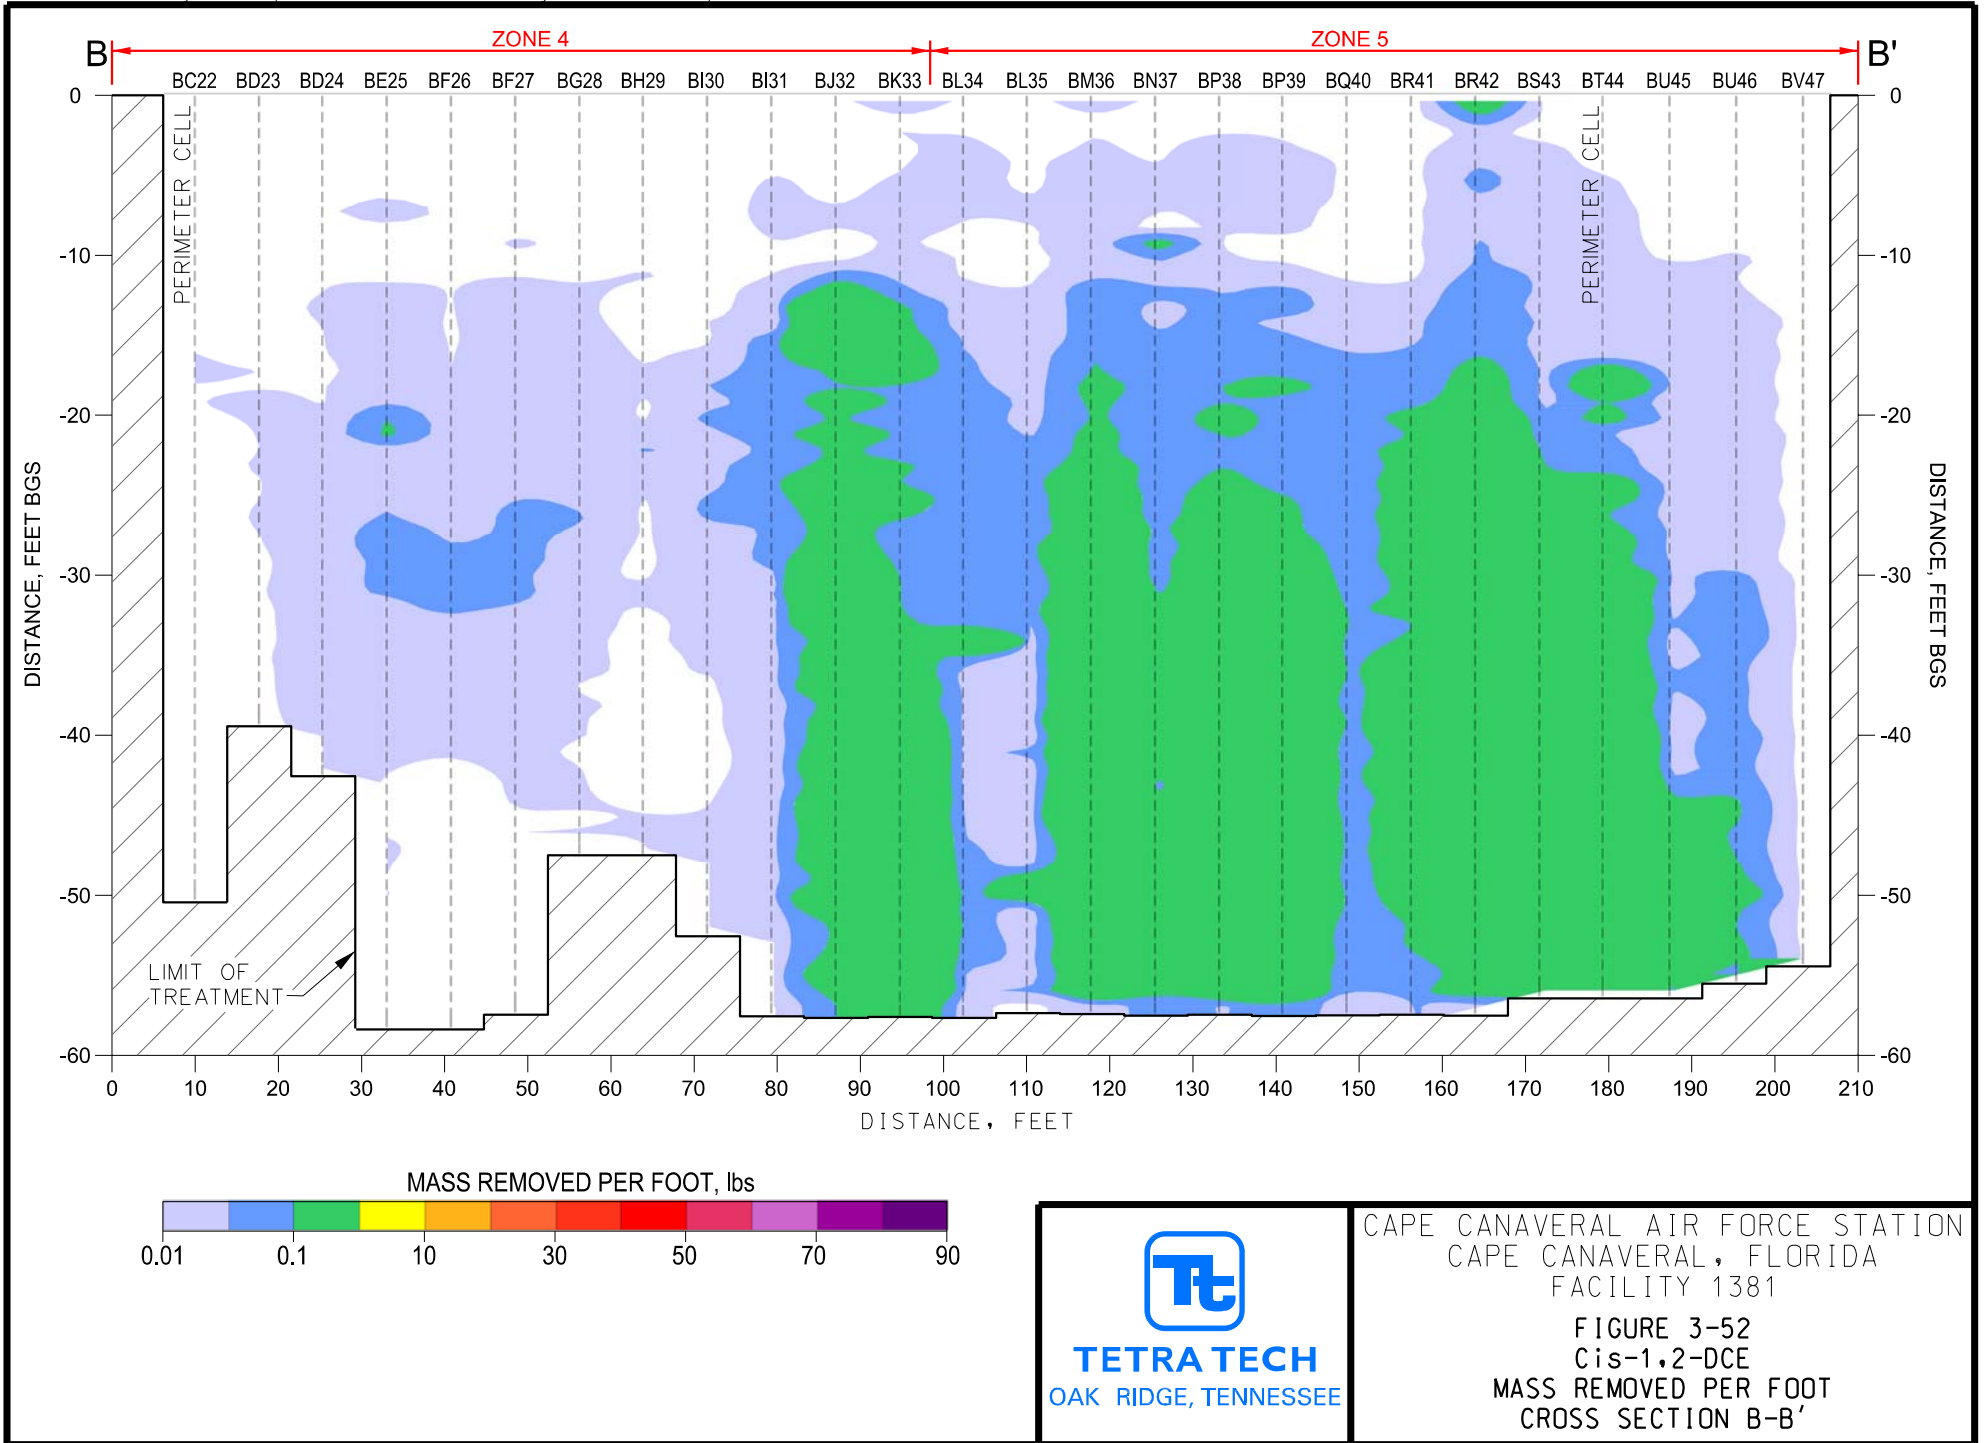 B
ZONE 4
ZONE 5
B'
BC22 BD23 BD24 BE25 BF26 BF27 BG28 BH29 BI30 BI31 BJ32 BK33 BL34 BL35 BM36 BN37 BP38 BP39 BQ40 BR41 BR42 BS43 BT44 BU45 BU46 BV47
0
-10
-20
-30
-40
-50
-60
DISTANCE, FEET BGS
PERIMETER CELL
PERIMETER CELL
LIMIT OF
TREATMENT
0
-10
-20
-30
-40
-50
-60
DISTANCE, FEET BGS
0 10 20 30 40 50 60 70 80 90 100 110 120 130 140 150 160 170 180 190 200 210
DISTANCE, FEET
MASS REMOVED PER FOOT, lbs
0.01 0.1 10 30 50 70 90
Tt
TETRA TECH
OAK RIDGE, TENNESSEE
CAPE CANAVERAL AIR FORCE STATION
CAPE CANAVERAL, FLORIDA
FACILITY 1381
FIGURE 3-52
Cis-1,2-DCE
MASS REMOVED PER FOOT
CROSS SECTION B-B'